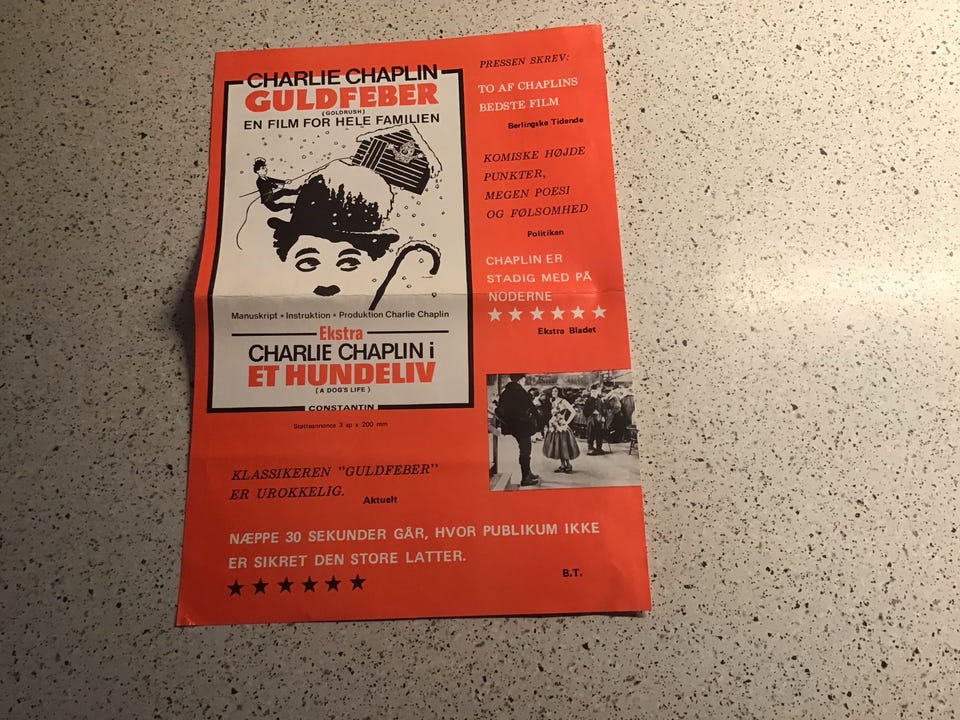 CHARLIE CHAPLIN
GULDFEBER
(GOLDRUSH)
EN FILM FOR HELE FAMILIEN
Manuskript • Instruktion • Produktion Charlie Chaplin
Ekstra
CHARLIE CHAPLIN i
ET HUNDELIV
(A DOG'S LIFE)
CONSTANTIN
Støtteannonce 3 sp x 200 mm
PRESSEN SKREV:
TO AF CHAPLINS
BEDSTE FILM
Berlingske Tidende
KOMISKE HØJDE
PUNKTER,
MEGEN POESI
OG FØLSOMHED
Politiken
CHAPLIN ER
STADIG MED PÅ
NODERNE
★★★★★★
Ekstra Bladet
KLASSIKEREN "GULDFEBER"
ER UROKKELIG.
Aktuelt
NÆPPE 30 SEKUNDER GÅR, HVOR PUBLIKUM IKKE
ER SIKRET DEN STORE LATTER.
★★★★★★
B.T.